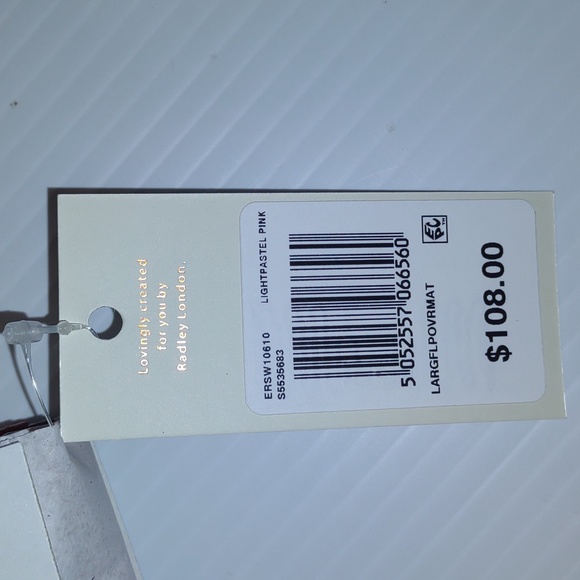 Lovingly created
for you by
Radley London.
ERSW10610 LIGHTPASTEL PINK
S5535683
5 052557 066560
LARGFLPOVRMAT
$108.00